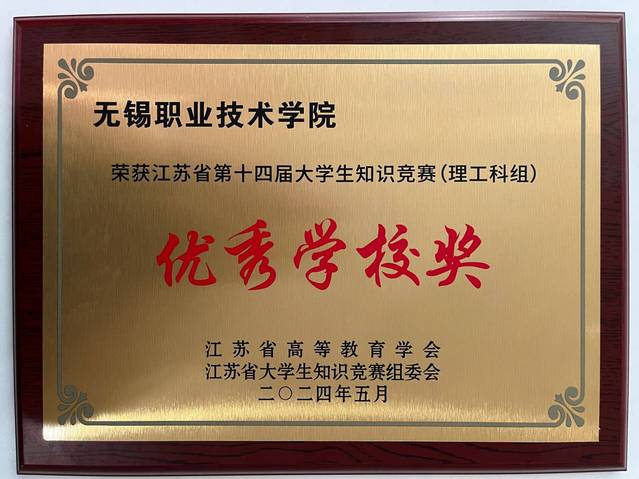 无锡职业技术学院
荣获江苏省第十四届大学生知识竞赛(理工科组)
优秀学校奖
江苏省高等教育学会
江苏省大学生知识竞赛组委会
二〇二四年五月